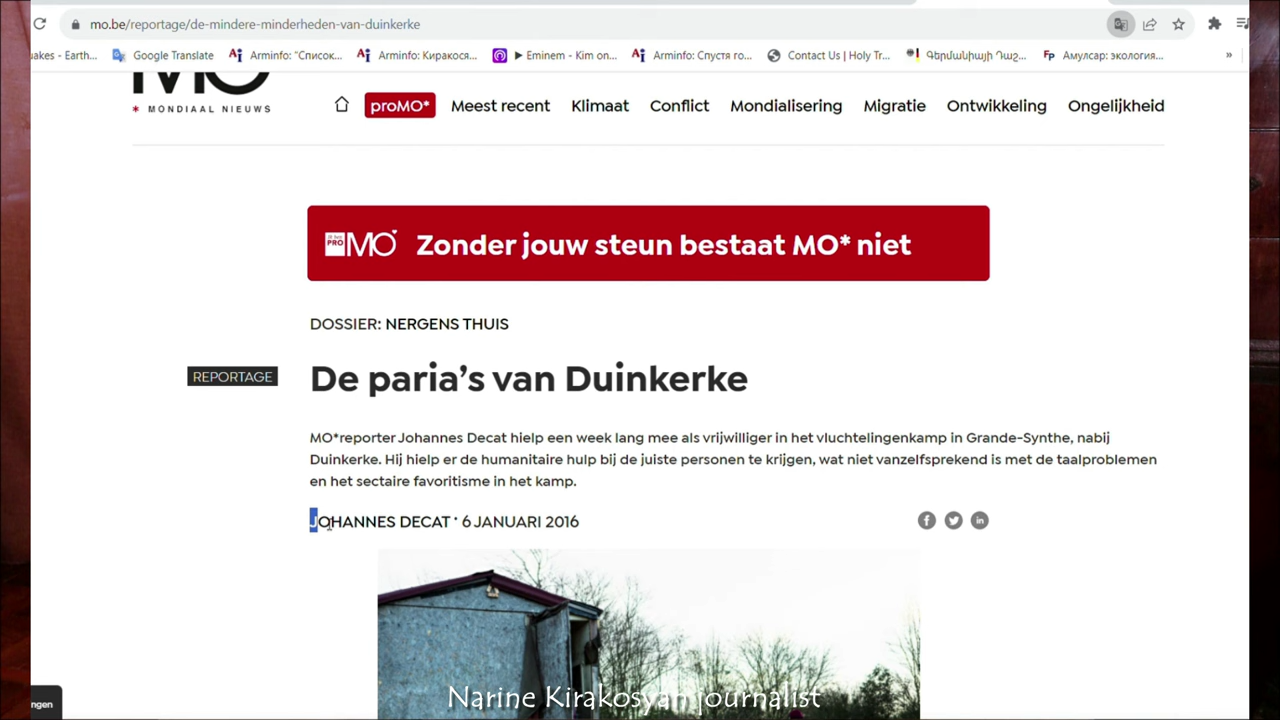 mo.be/reportage/de-mindere-minderheden-van-duinkerke
uakes - Earth... Google Translate Arminfo: "Список... Arminfo: Киракося... ▶ Eminem - Kim on... Arminfo: Спустя го... Contact Us | Holy Tr... Գերմանիայի Դաշ... Амулсар: экология... »
MO
* MONDIAAL NIEUWS
proMO* Meest recent Klimaat Conflict Mondialisering Migratie Ontwikkeling Ongelijkheid
PRO MO Zonder jouw steun bestaat MO* niet
DOSSIER: NERGENS THUIS
REPORTAGE De paria's van Duinkerke
MO*reporter Johannes Decat hielp een week lang mee als vrijwilliger in het vluchtelingenkamp in Grande-Synthe, nabij
Duinkerke. Hij hielp er de humanitaire hulp bij de juiste personen te krijgen, wat niet vanzelfsprekend is met de taalproblemen
en het sectaire favoritisme in het kamp.
JOHANNES DECAT • 6 JANUARI 2016
ngen
Narine Kirakosyan journalist